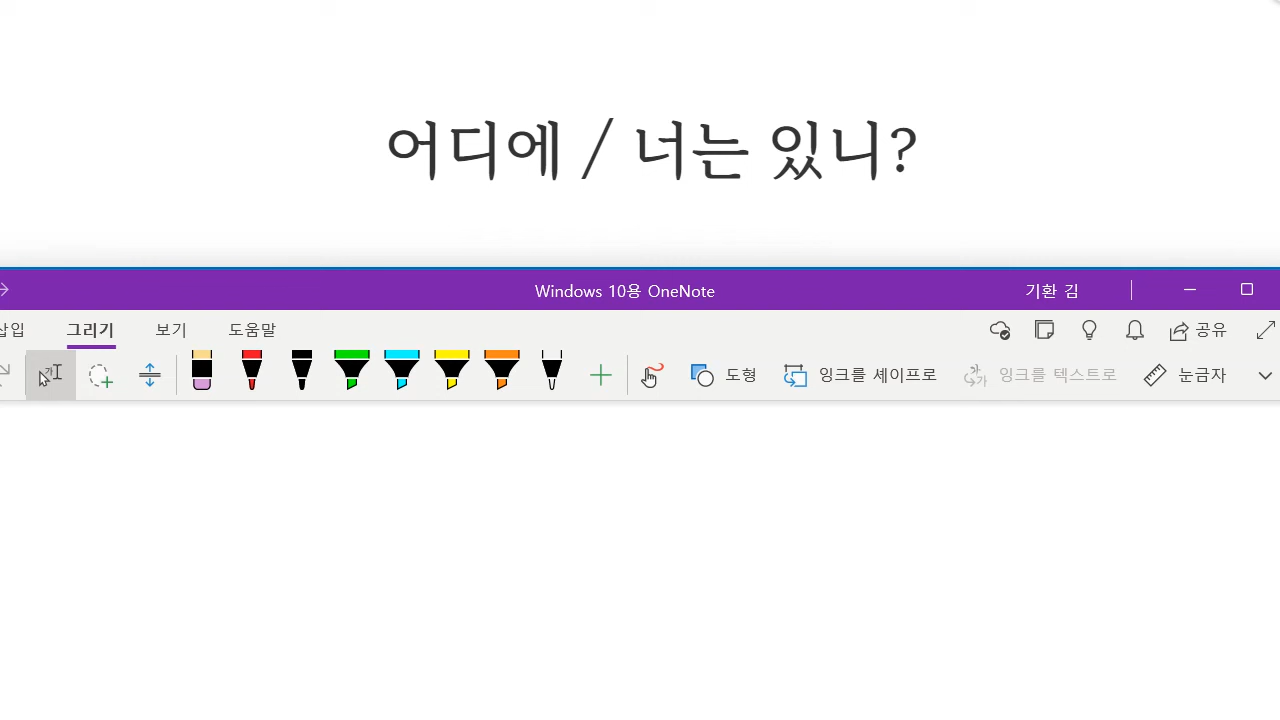 어디에 / 너는 있니?
Windows 10용 OneNote
기환 김
삽입 그리기 보기 도움말 공유
가 도형 잉크를 셰이프로 잉크를 텍스트로 눈금자